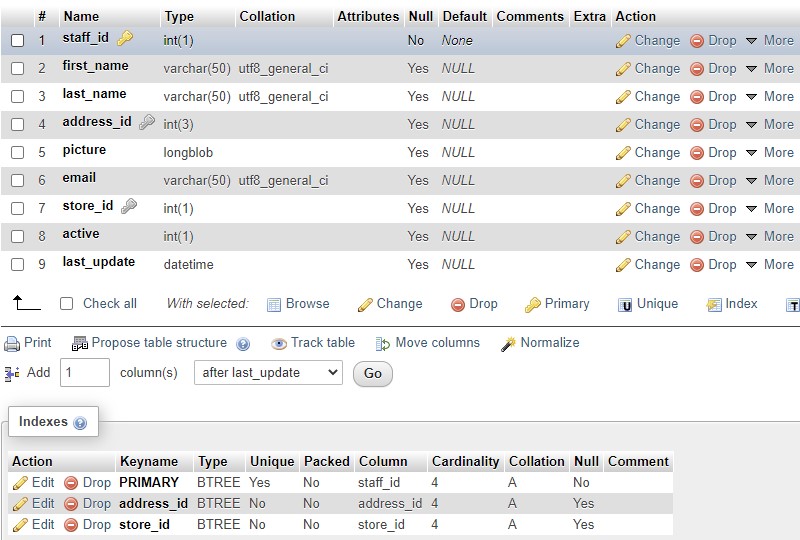 # Name Type Collation Attributes Null Default Comments Extra Action
1 staff_id int(1) No None Change Drop More
2 first_name varchar(50) utf8_general_ci Yes NULL Change Drop More
3 last_name varchar(50) utf8_general_ci Yes NULL Change Drop More
4 address_id int(3) Yes NULL Change Drop More
5 picture longblob Yes NULL Change Drop More
6 email varchar(50) utf8_general_ci Yes NULL Change Drop More
7 store_id int(1) Yes NULL Change Drop More
8 active int(1) Yes NULL Change Drop More
9 last_update datetime Yes NULL Change Drop More
Check all With selected: Browse Change Drop Primary U Unique Index T
Print Propose table structure ? Track table Move columns Normalize
Add 1 column(s) after last_update Go
Indexes ?
Action Keyname Type Unique Packed Column Cardinality Collation Null Comment
Edit Drop PRIMARY BTREE Yes No staff_id 4 A No
Edit Drop address_id BTREE No No address_id 4 A Yes
Edit Drop store_id BTREE No No store_id 4 A Yes